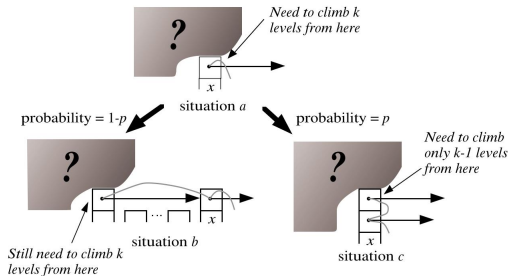 Need to climb k
levels from here
?
x
situation a
probability = 1-p
probability = p
Need to climb
only k-1 levels
from here
?
?
...
x
x
situation b
situation c
Still need to climb k
levels from here